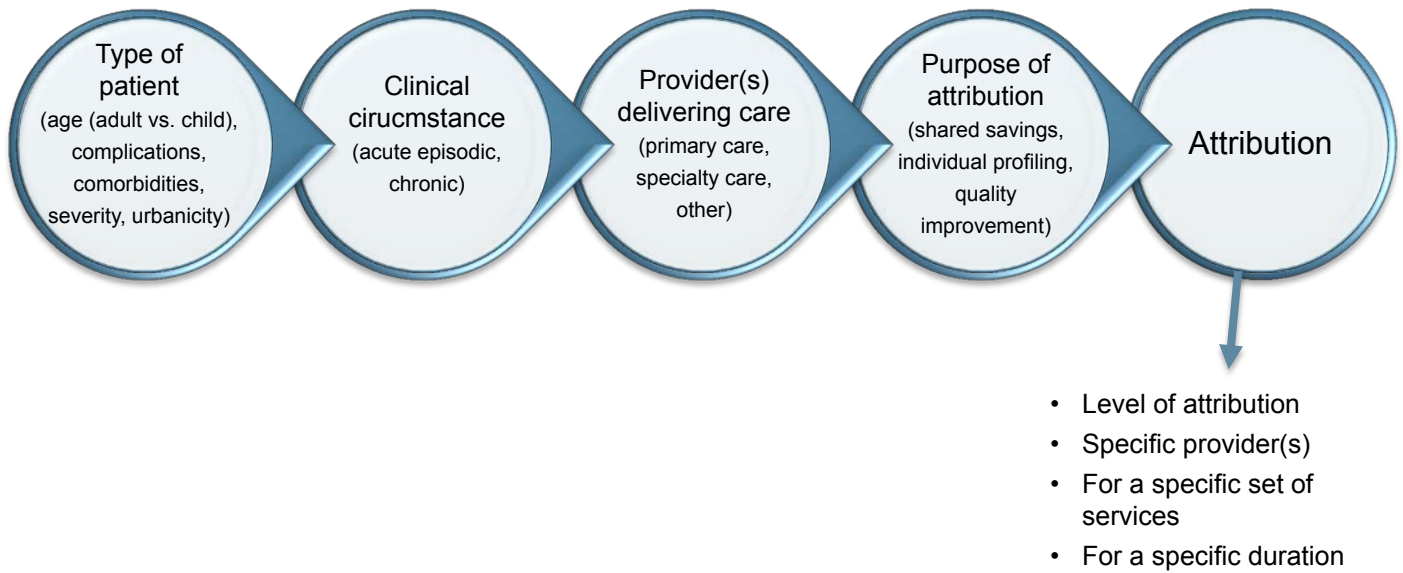 Type of
patient
(age (adult vs. child),
complications,
comorbidities,
severity, urbanicity)
Clinical
cirucmstance
(acute episodic,
chronic)
Provider(s)
delivering care
(primary care,
specialty care,
other)
Purpose of
attribution
(shared savings,
individual profiling,
quality
improvement)
Attribution
• Level of attribution
• Specific provider(s)
• For a specific set of
services
• For a specific duration